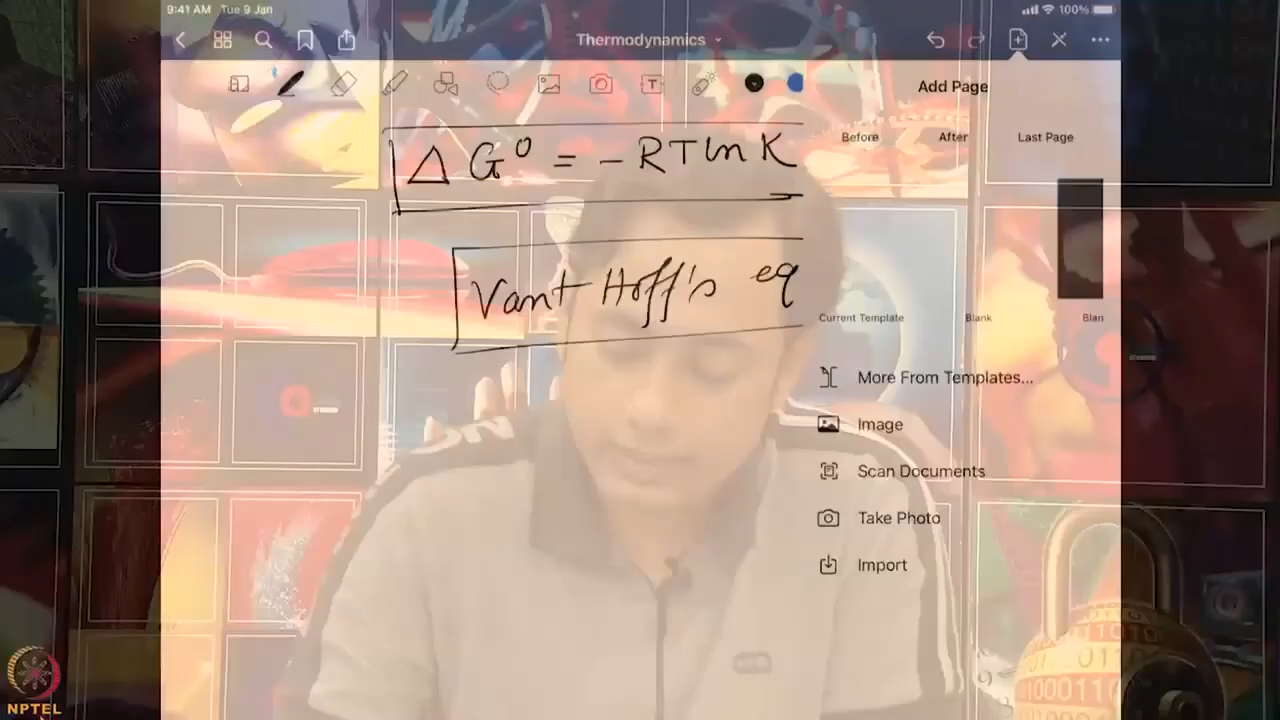 9:41 AM Tue 9 Jan
100%
Thermodynamics
T
Add Page
Before After Last Page
Δ G° = - RT ln K
Vant Hoff's eq
Current Template Blank Blan
More From Templates...
Image
Scan Documents
Take Photo
Import
NPTEL